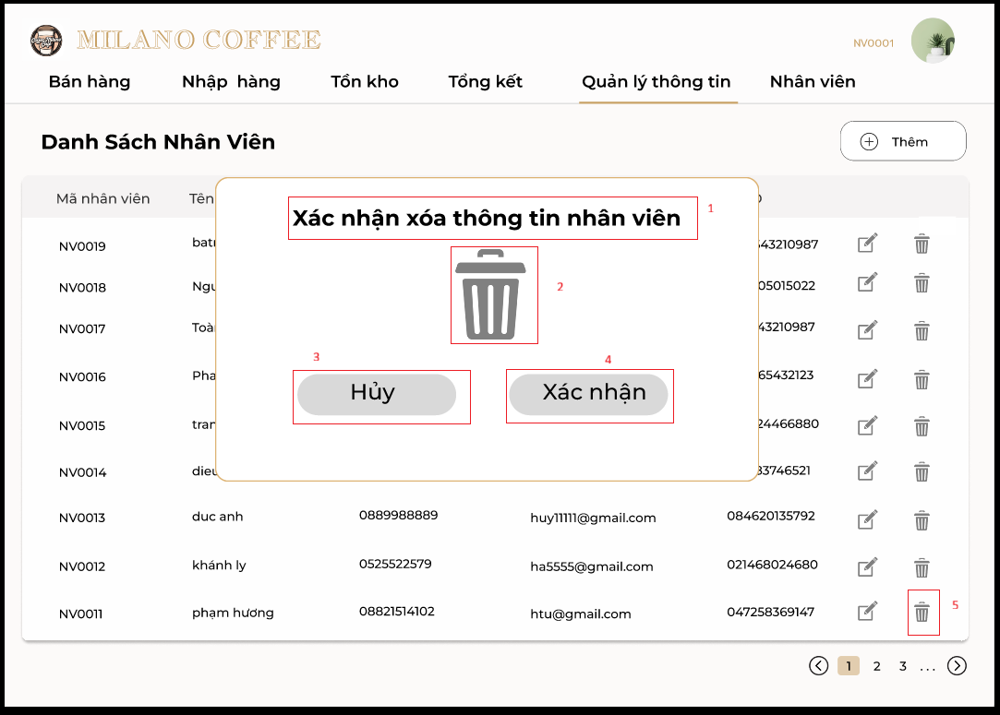 MILANO COFFEE
NV0001
Bán hàng Nhập hàng Tồn kho Tổng kết Quản lý thông tin Nhân viên
Danh Sách Nhân Viên
Thêm
Mã nhân viên Tên
Xác nhận xóa thông tin nhân viên 1
NV0019 543210987
NV0018 Ngu 05015022
2
NV0017 Toàn 43210987
3 4
NV0016 Pha 65432123
Hủy Xác nhận
NV0015 tran 24466880
NV0014 dieu 33746521
NV0013 duc anh 0889988889 huy11111@gmail.com 084620135792
NV0012 khánh ly 0525522579 ha5555@gmail.com 021468024680
NV0011 phạm hương 08821514102 htu@gmail.com 047258369147 5
1 2 3 ...